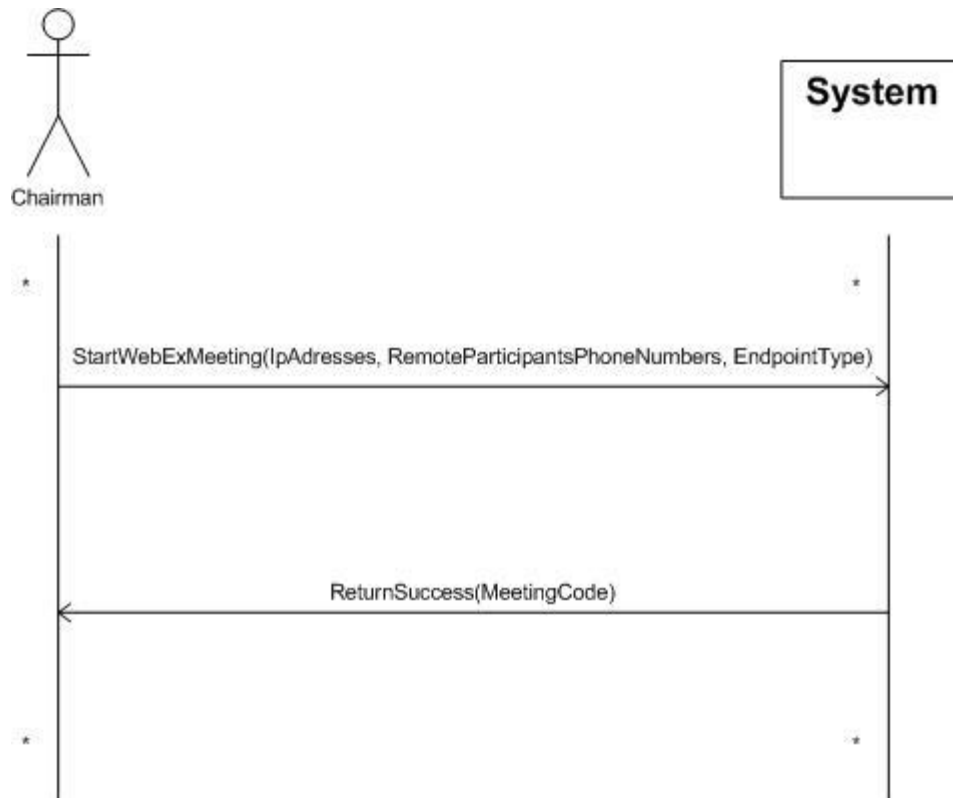 System
Chairman
*
*
StartWebExMeeting(IpAdresses, RemoteParticipantsPhoneNumbers, EndpointType)
ReturnSuccess(MeetingCode)
*
*